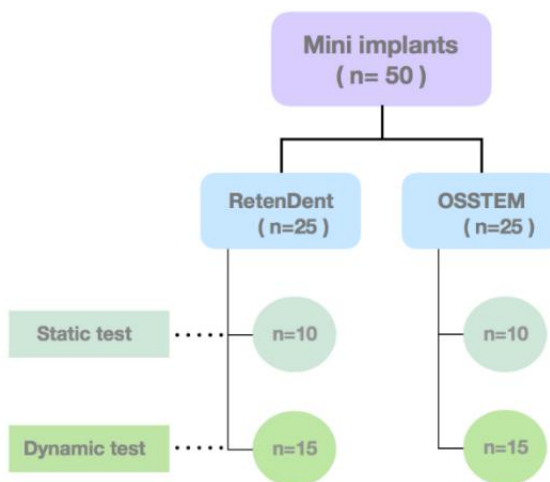 Mini implants
( n= 50 )
RetenDent
( n=25 )
OSSTEM
( n=25 )
Static test
n=10
n=10
Dynamic test
n=15
n=15